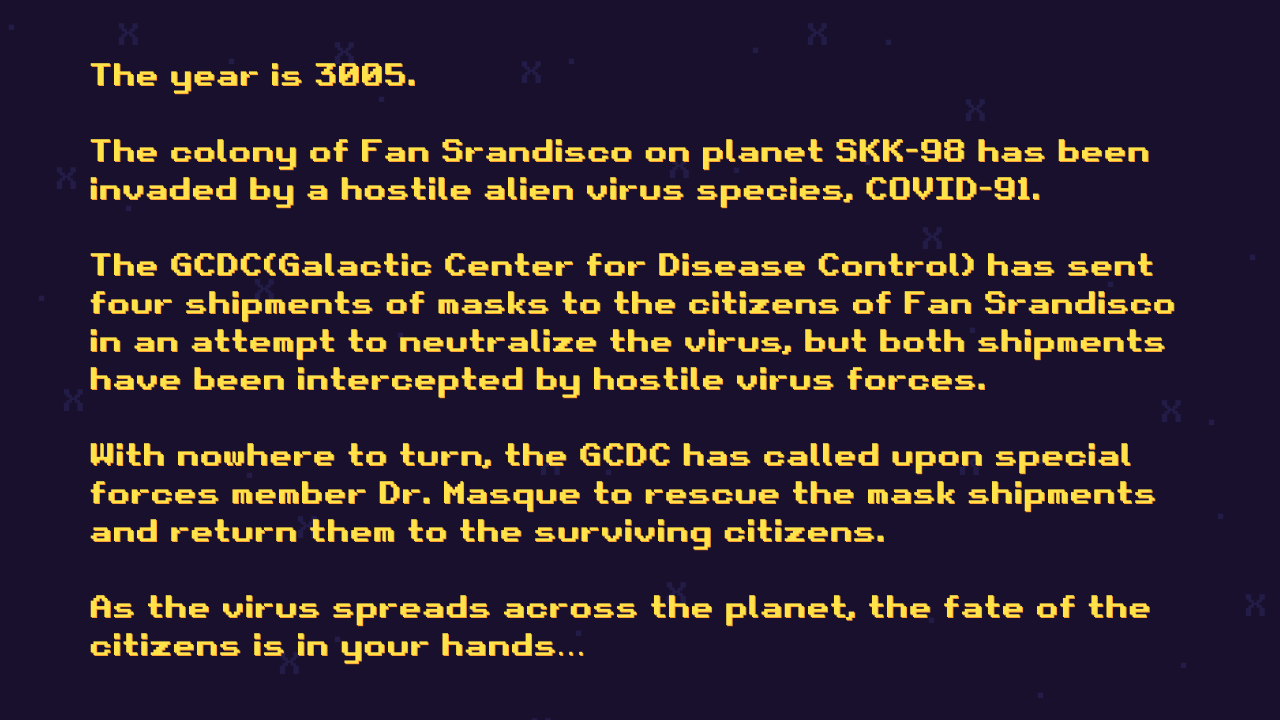 The year is 3005.
The colony of Fan Srandisco on planet SKK-98 has been
invaded by a hostile alien virus species, COVID-91.
The GCDC(Galactic Center for Disease Control) has sent
four shipments of masks to the citizens of Fan Srandisco
in an attempt to neutralize the virus, but both shipments
have been intercepted by hostile virus forces.
With nowhere to turn, the GCDC has called upon special
forces member Dr. Masque to rescue the mask shipments
and return them to the surviving citizens.
As the virus spreads across the planet, the fate of the
citizens is in your hands...